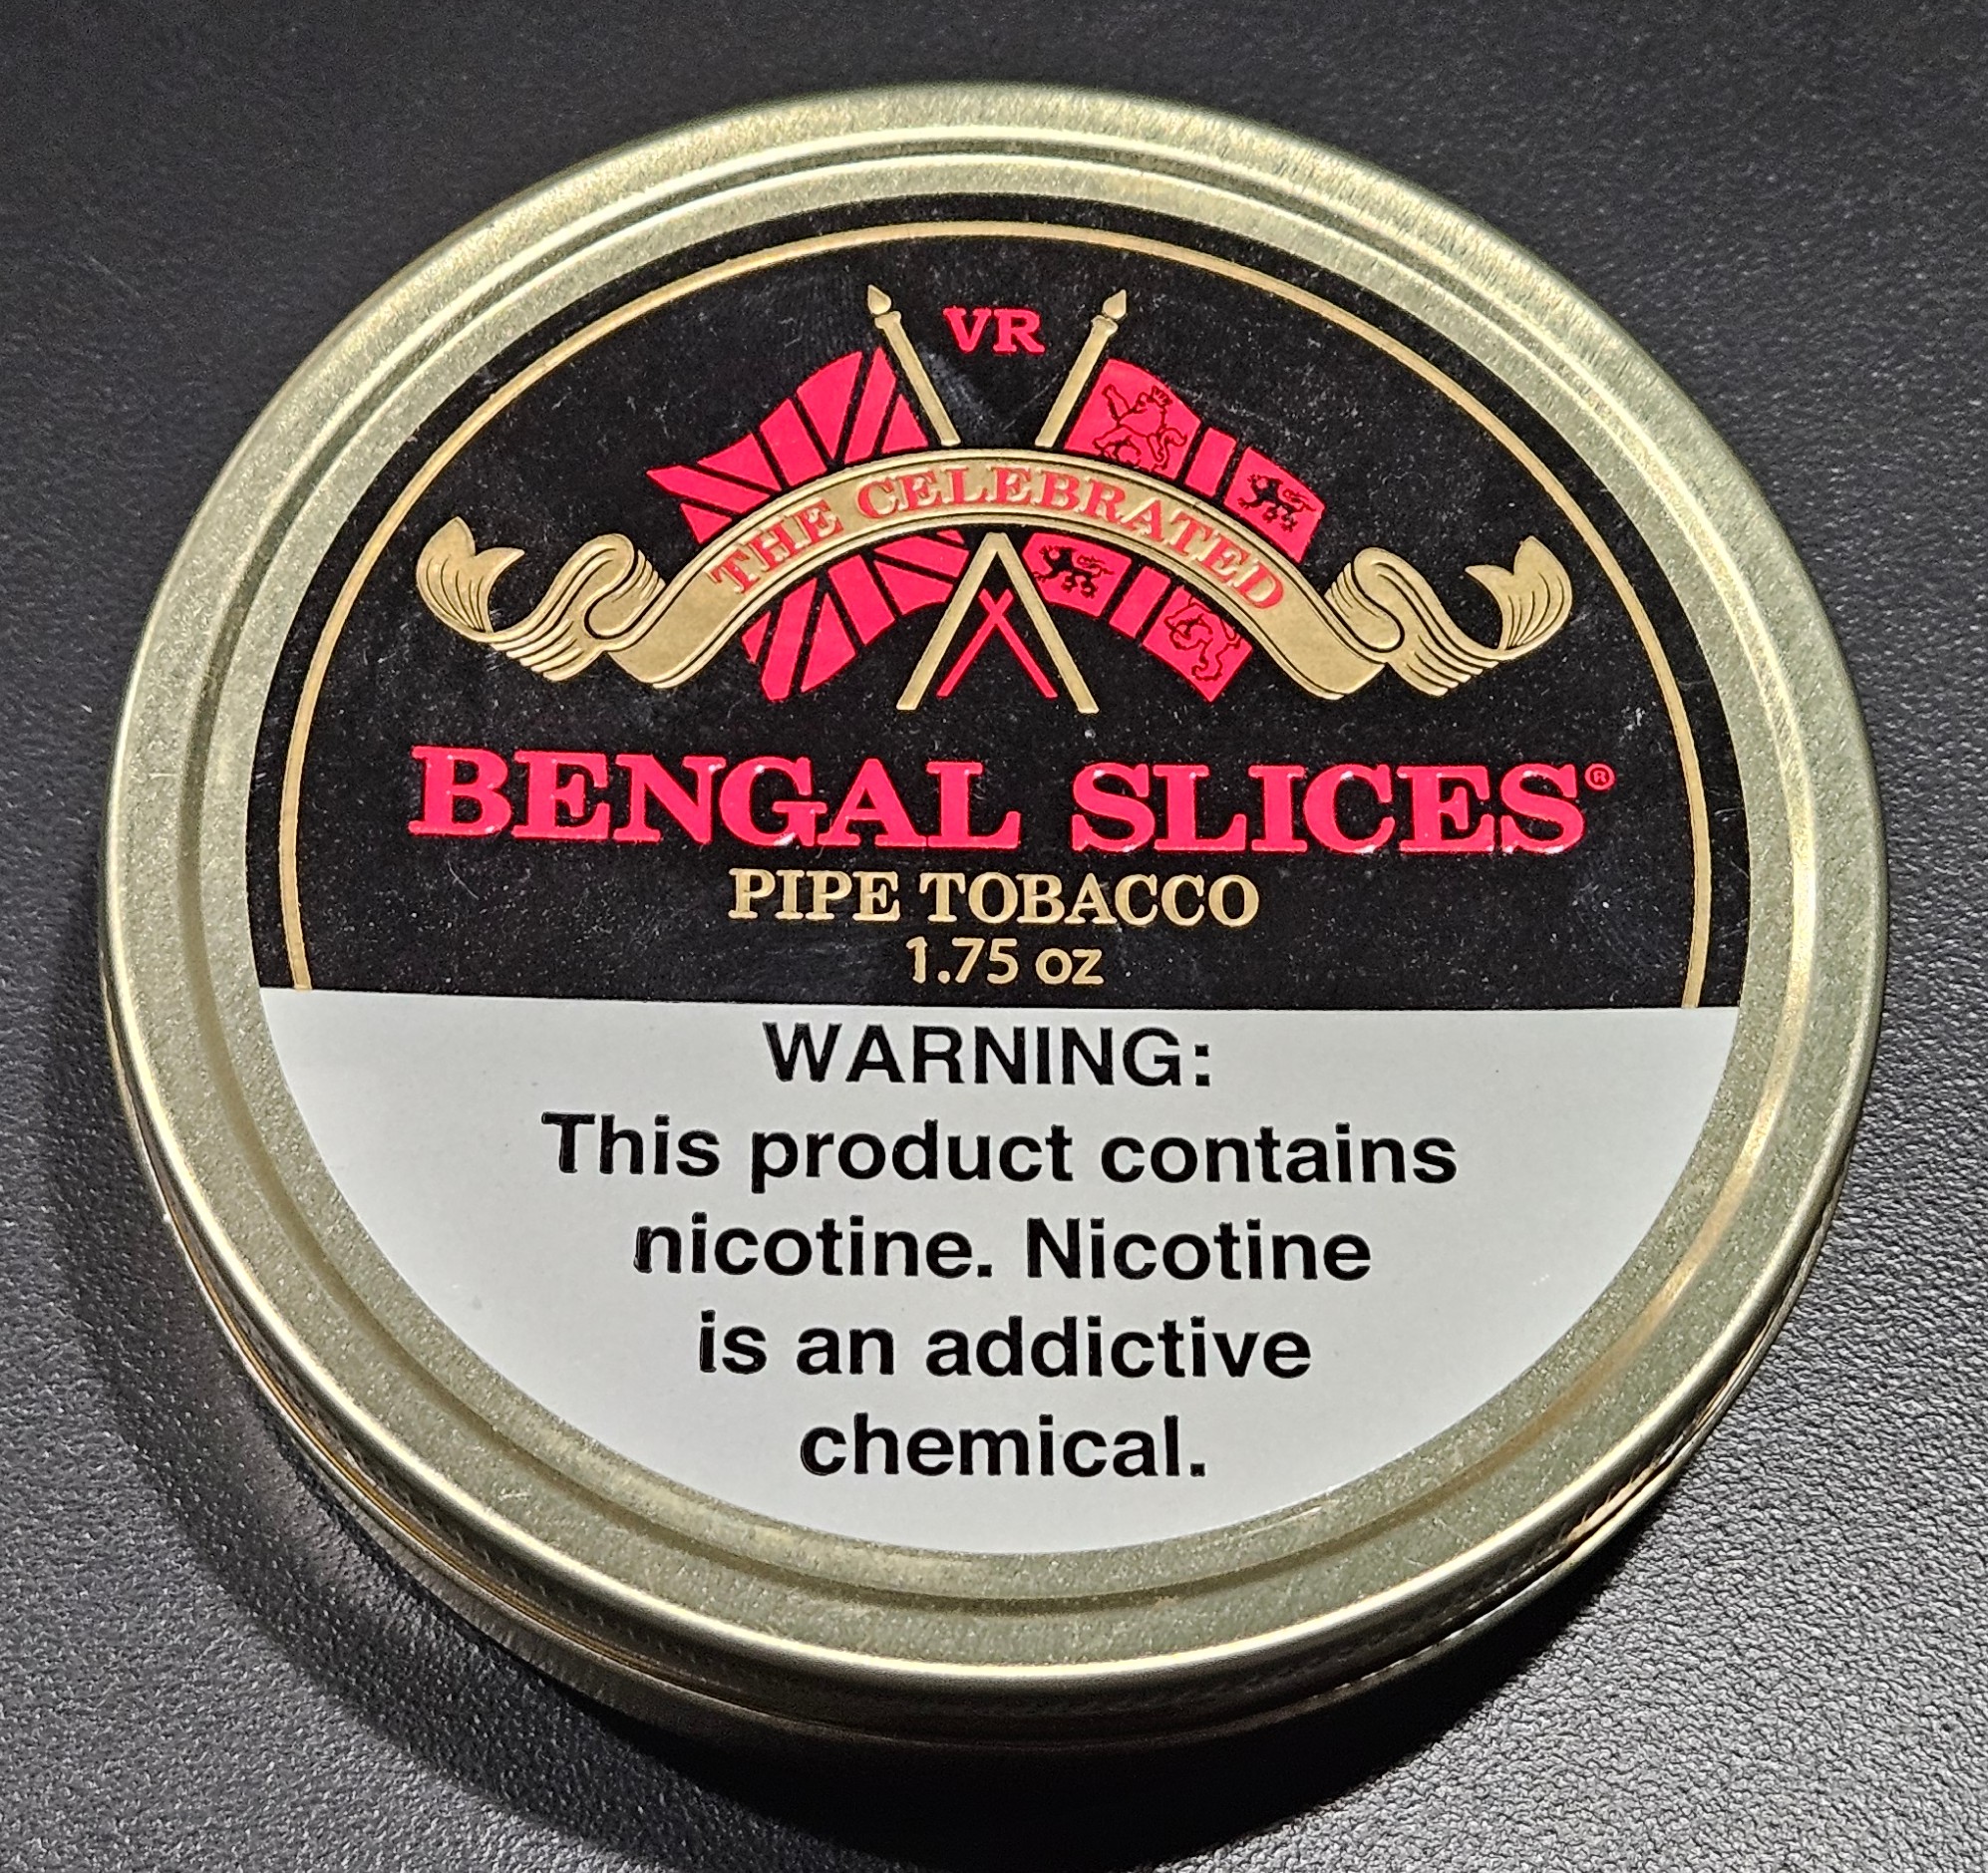 VR
THE CELEBRATED
BENGAL SLICES®
PIPE TOBACCO
1.75 oz
WARNING:
This product contains
nicotine. Nicotine
is an addictive
chemical.